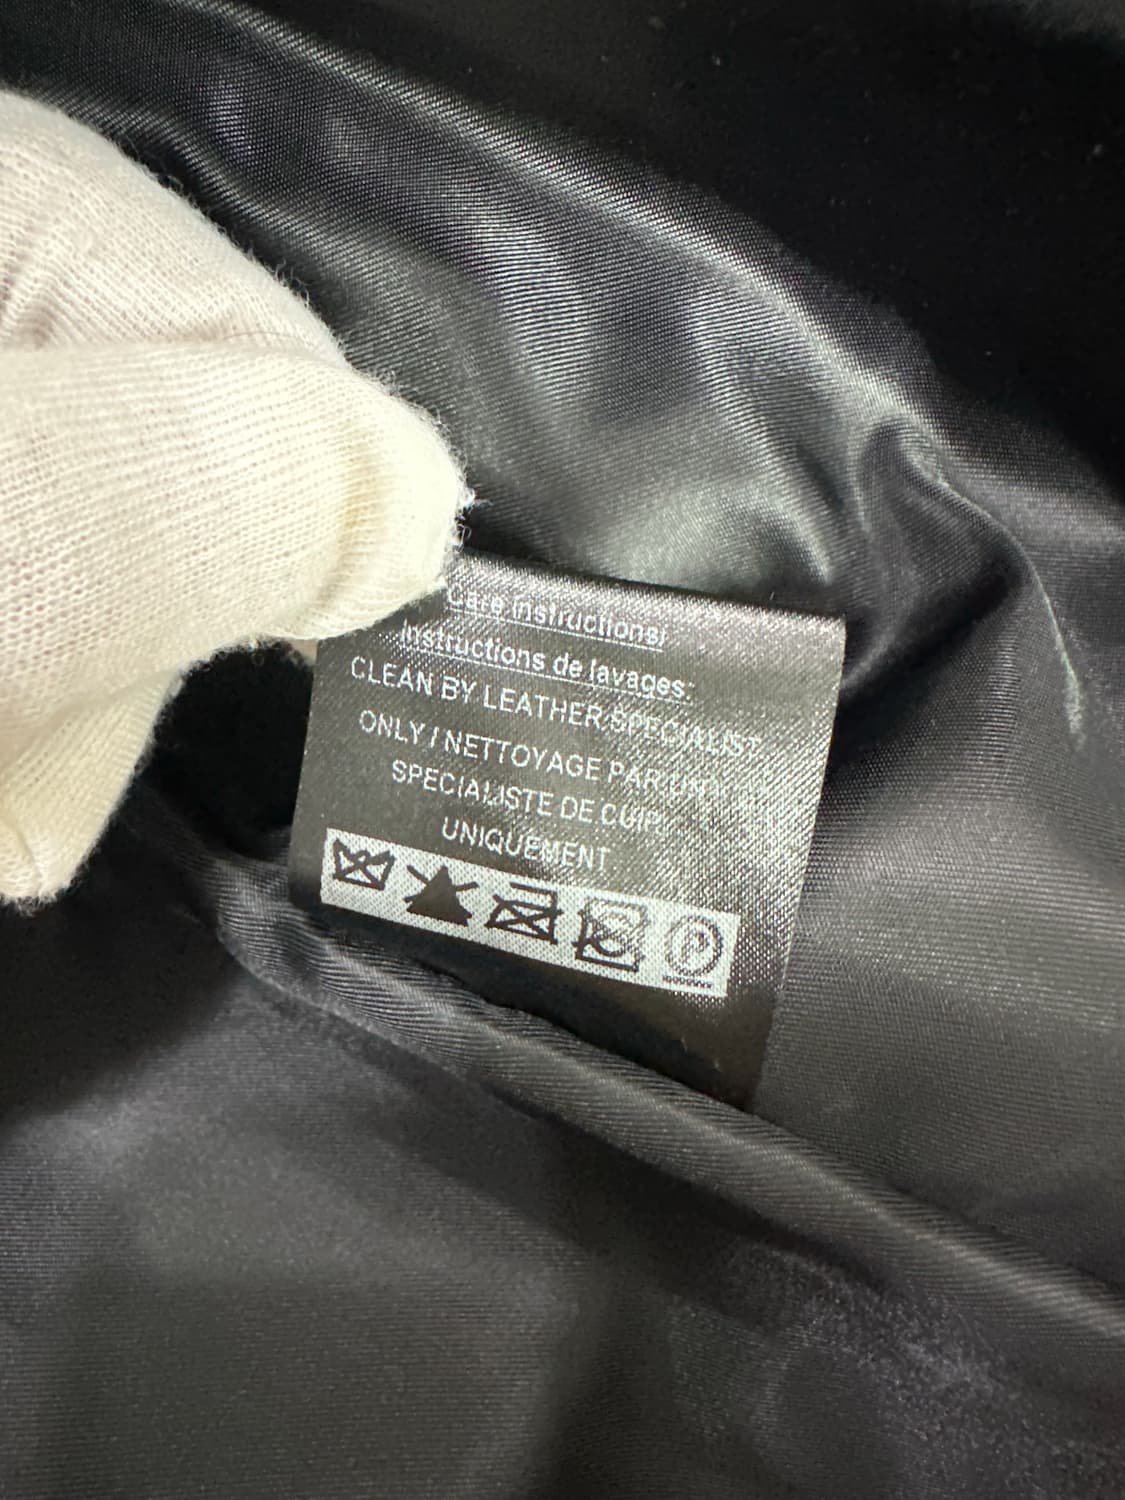 Care instructions:
Instructions de lavages:
CLEAN BY LEATHER SPECIALIST
ONLY / NETTOYAGE PAR UN
SPECIALISTE DE CUIR
UNIQUEMENT
P